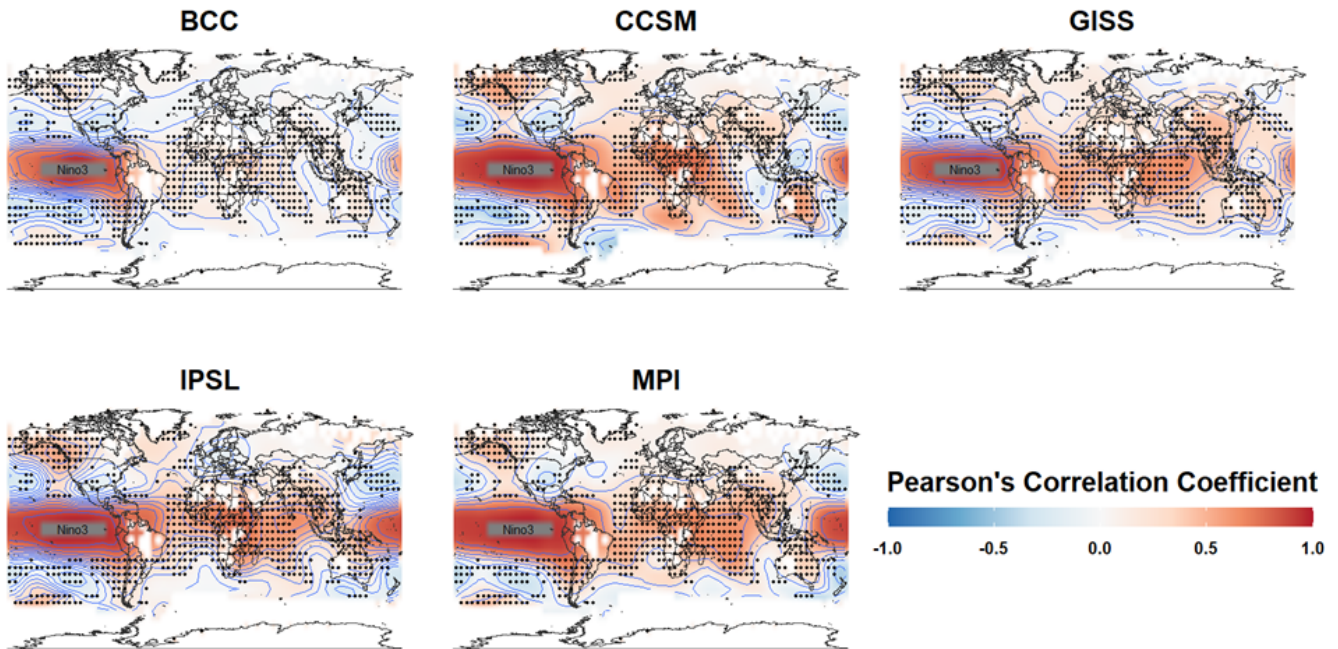 BCC CCSM GISS
Nino3 Nino3 Nino3
IPSL MPI
Pearson's Correlation Coefficient
Nino3 Nino3
-1.0 -0.5 0.0 0.5 1.0